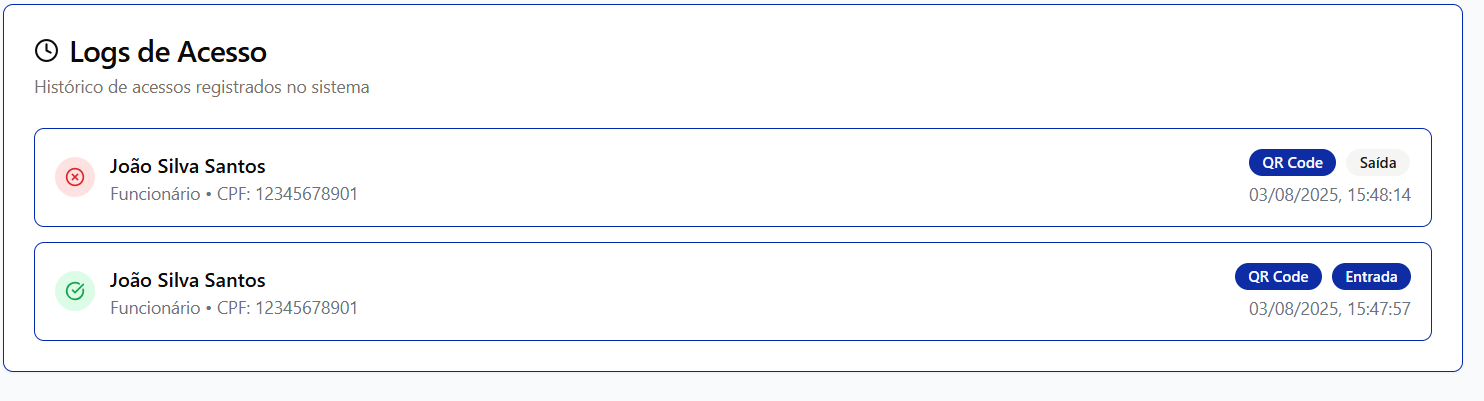 Logs de Acesso
Histórico de acessos registrados no sistema
João Silva Santos
Funcionário • CPF: 12345678901
QR Code Saída
03/08/2025, 15:48:14
João Silva Santos
Funcionário • CPF: 12345678901
QR Code Entrada
03/08/2025, 15:47:57